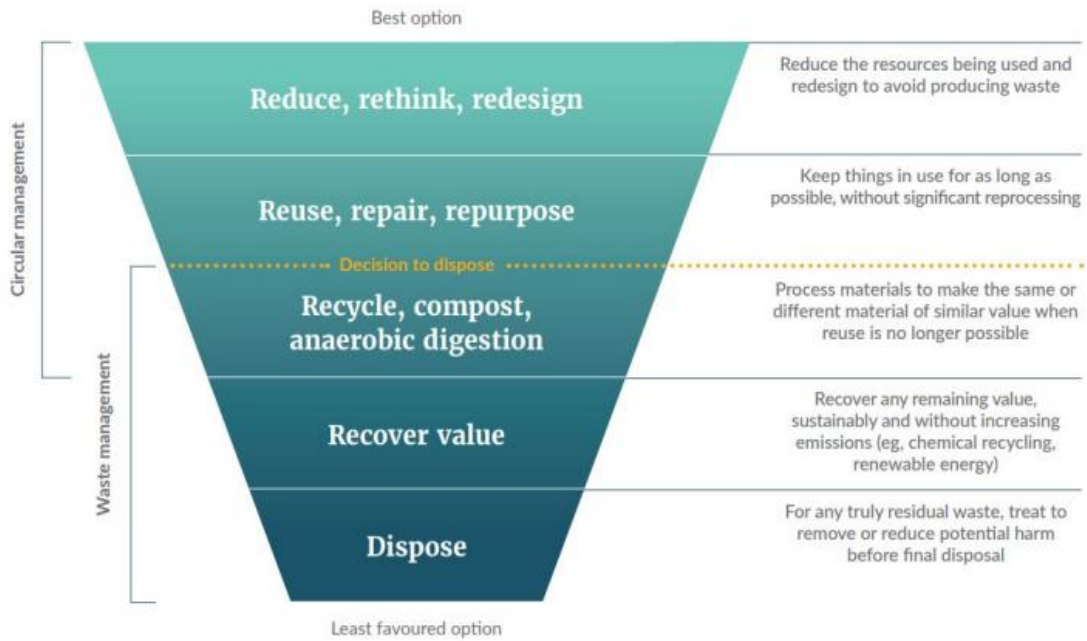 Best option
Circular management
Waste management
Reduce, rethink, redesign
Reduce the resources being used and
redesign to avoid producing waste
Reuse, repair, repurpose
Keep things in use for as long as
possible, without significant reprocessing
Decision to dispose
Recycle, compost,
anaerobic digestion
Process materials to make the same or
different material of similar value when
reuse is no longer possible
Recover value
Recover any remaining value,
sustainably and without increasing
emissions (eg, chemical recycling,
renewable energy)
Dispose
For any truly residual waste, treat to
remove or reduce potential harm
before final disposal
Least favoured option